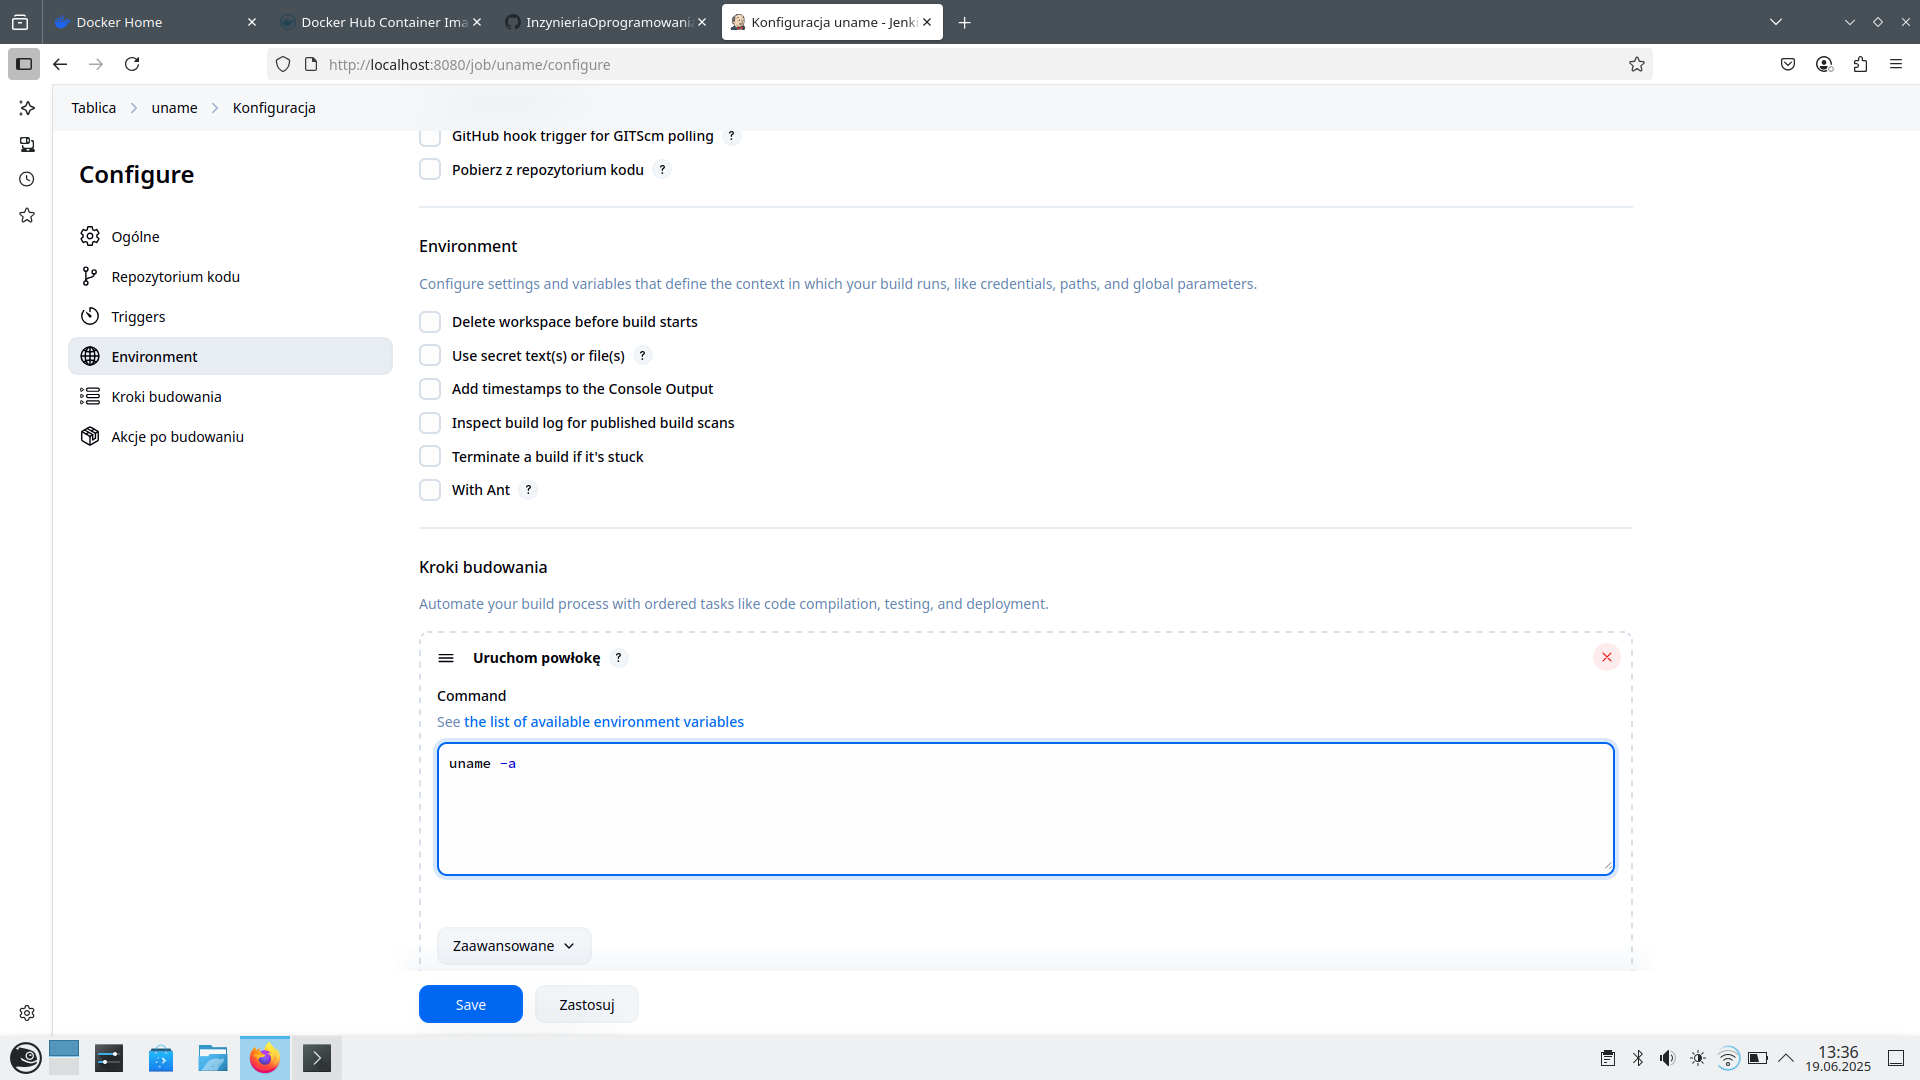 Docker Home
Docker Hub Container Ima
InzynieriaOprogramowani
Konfiguracja uname - Jenki
http://localhost:8080/job/uname/configure
Tablica
uname
Konfiguracja
Configure
Ogólne
Repozytorium kodu
Triggers
Environment
Kroki budowania
Akcje po budowaniu
GitHub hook trigger for GITScm polling ?
Pobierz z repozytorium kodu ?
Environment
Configure settings and variables that define the context in which your build runs, like credentials, paths, and global parameters.
Delete workspace before build starts
Use secret text(s) or file(s) ?
Add timestamps to the Console Output
Inspect build log for published build scans
Terminate a build if it's stuck
With Ant ?
Kroki budowania
Automate your build process with ordered tasks like code compilation, testing, and deployment.
Uruchom powłokę ?
Command
See the list of available environment variables
uname -a
Zaawansowane
Save
Zastosuj
13:36
19.06.2025